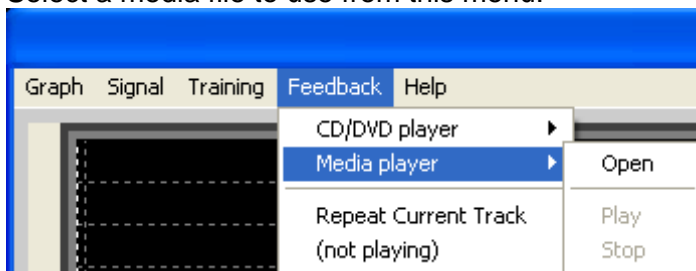 Select a media file to use from this menu.
Graph Signal Training Feedback Help
CD/DVD player
Media player Open
Repeat Current Track Play
(not playing) Stop